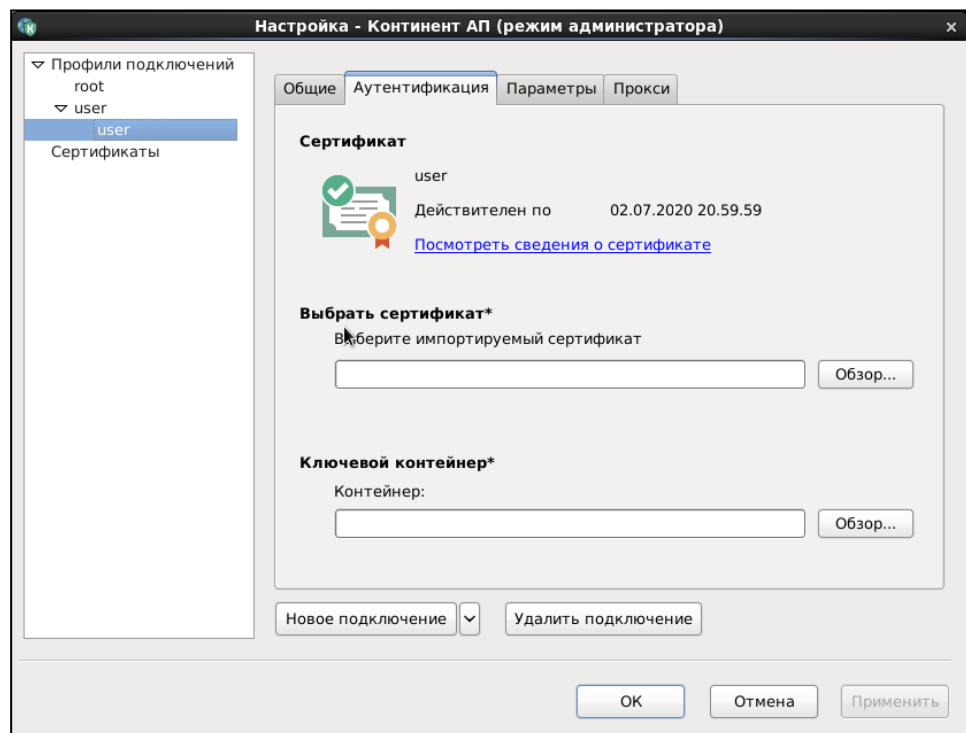 Настройка - Континент АП (режим администратора)
Профили подключений
root
user
user
Сертификаты
Общие
Аутентификация
Параметры
Прокси
Сертификат
user
Действителен по 02.07.2020 20.59.59
Посмотреть сведения о сертификате
Выбрать сертификат*
Выберите импортируемый сертификат
Обзор...
Ключевой контейнер*
Контейнер:
Обзор...
Новое подключение
Удалить подключение
ОК
Отмена
Применить